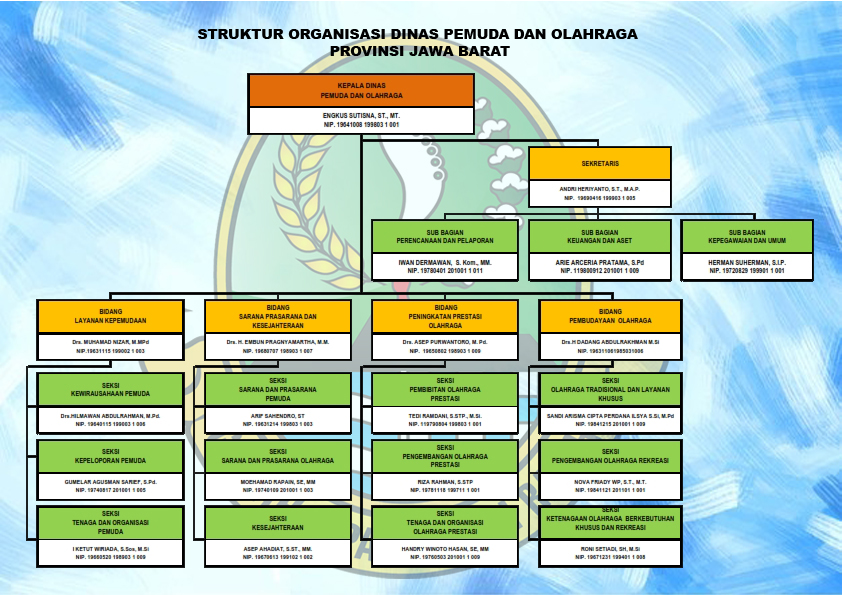 STRUKTUR ORGANISASI DINAS PEMUDA DAN OLAHRAGA
PROVINSI JAWA BARAT
KEPALA DINAS
PEMUDA DAN OLAHRAGA
ENGKUS SUTISNA, ST., MT.
NIP. 19641008 199803 1 001
SEKRETARIS
ANDRI HERIYANTO, S.T., M.A.P.
NIP. 19690416 199903 1 005
SUB BAGIAN
PERENCANAAN DAN PELAPORAN
IWAN DERMAWAN, S. Kom., MM.
NIP. 19780401 201001 1 011
SUB BAGIAN
KEUANGAN DAN ASET
ARIE ARCERIA PRATAMA, S.Pd
NIP. 119800912 201001 1 009
SUB BAGIAN
KEPEGAWAIAN DAN UMUM
HERMAN SUHERMAN, S.I.P.
NIP. 19720829 199901 1 001
BIDANG
LAYANAN KEPEMUDAAN
Drs. MUHAMAD NIZAR, M.MPd
NIP.19631115 199002 1 003
BIDANG
SARANA PRASARANA DAN
KESEJAHTERAAN
Drs. H. EMBUN PRAGNYAMARTHA, M.M.
NIP. 19680707 198903 1 007
BIDANG
PENINGKATAN PRESTASI
OLAHRAGA
Drs. ASEP PURWANTORO, M. Pd.
NIP. 19650802 198903 1 009
BIDANG
PEMBUDAYAAN OLAHRAGA
Drs.H DADANG ABDULRAKHMAN M.Si
NIP. 196311061985031006
SEKSI
KEWIRAUSAHAAN PEMUDA
Drs.HILMAWAN ABDULRAHMAN, M.Pd.
NIP. 19640115 199003 1 006
SEKSI
SARANA DAN PRASARANA
PEMUDA
ARIF SAHENDRO, ST
NIP. 19631214 199803 1 003
SEKSI
PEMBIBITAN OLAHRAGA
PRESTASI
TEDI RAMDANI, S.STP., M.Si.
NIP. 119790804 199803 1 001
SEKSI
OLAHRAGA TRADISIONAL DAN LAYANAN
KHUSUS
SANDI ARISMA CIPTA PERDANA ILSYA S.Si, M.Pd
NIP. 19841215 201001 1 009
SEKSI
KEPELOPORAN PEMUDA
GUMELAR AGUSMAN SARIEF, S.Pd.
NIP. 19740817 201001 1 005
SEKSI
SARANA DAN PRASARANA OLAHRAGA
MOEHAMAD RAPAIN, SE, MM
NIP. 19740109 201001 1 003
SEKSI
PENGEMBANGAN OLAHRAGA
PRESTASI
RIZA RAHMAN, S.STP
NIP. 19781118 199711 1 001
SEKSI
PENGEMBANGAN OLAHRAGA REKREASI
NOVA FRIADY WP, S.T., M.T.
NIP. 19841121 201101 1 001
SEKSI
TENAGA DAN ORGANISASI
PEMUDA
I KETUT WIRIADA, S.Sos, M.Si
NIP. 19660520 198903 1 009
SEKSI
KESEJAHTERAAN
ASEP AHADIAT, S.ST., MM.
NIP. 19670613 199102 1 002
SEKSI
TENAGA DAN ORGANISASI
OLAHRAGA PRESTASI
HANDRY WINOTO HASAN, SE, MM
NIP. 19760503 201001 1 009
SEKSI
KETENAGAAN OLAHRAGA BERKEBUTUHAN
KHUSUS DAN REKREASI
RONI SETIADI, SH, M.Si
NIP. 19671231 199401 1 008